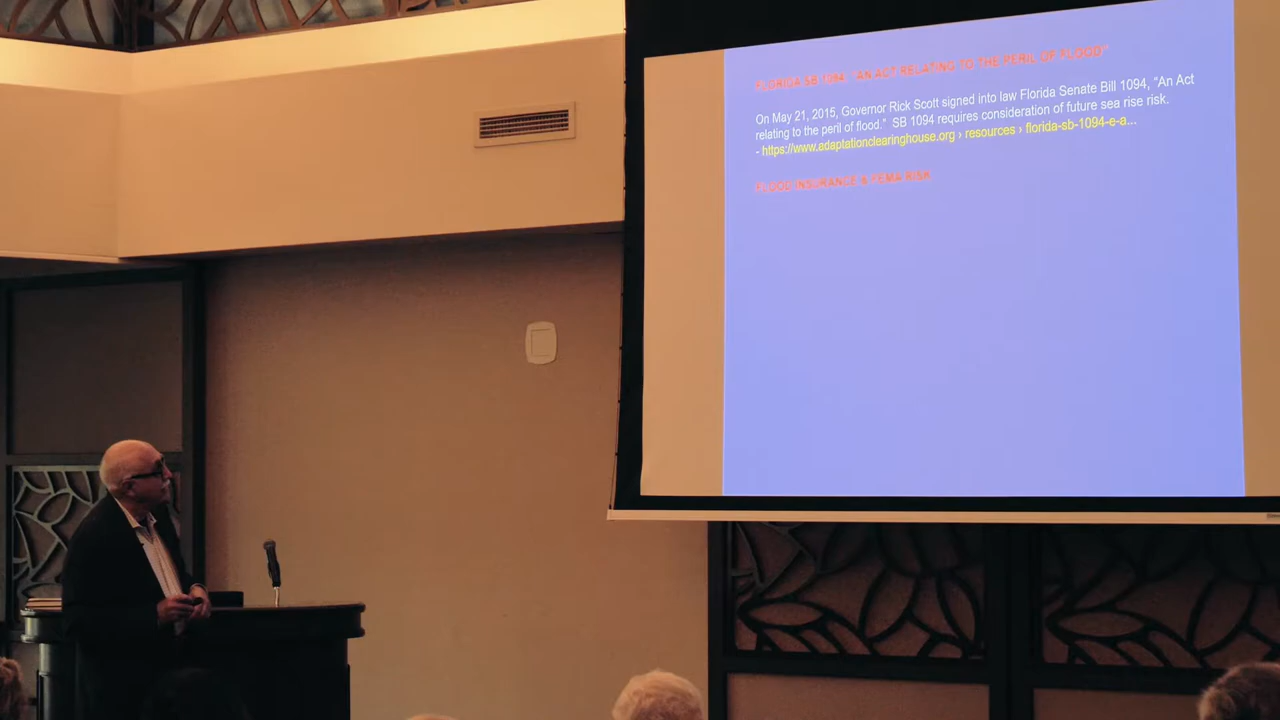 FLORIDA SB 1094: "AN ACT RELATING TO THE PERIL OF FLOOD"
On May 21, 2015, Governor Rick Scott signed into law Florida Senate Bill 1094, “An Act
relating to the peril of flood.” SB 1094 requires consideration of future sea rise risk.
- https://www.adaptationclearinghouse.org › resources › florida-sb-1094-e-a...
FLOOD INSURANCE & FEMA RISK